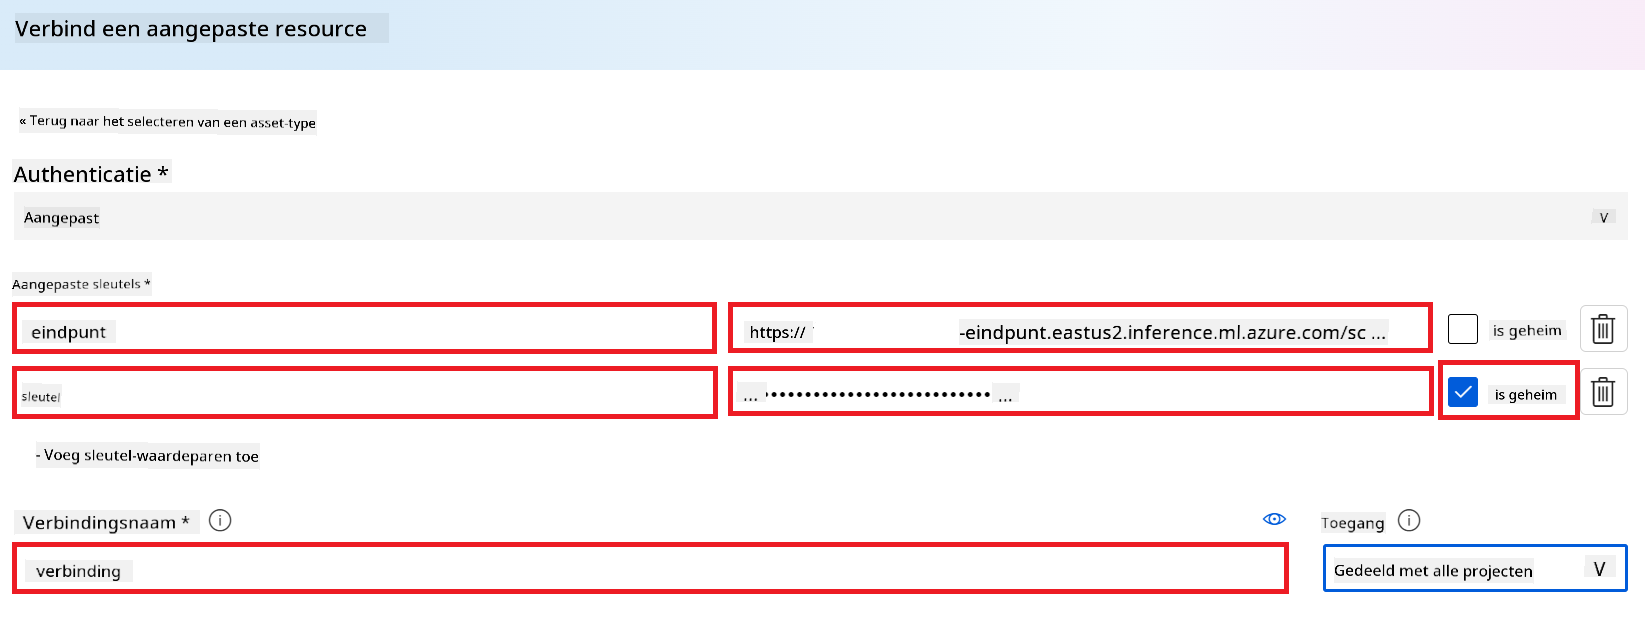 Verbind een aangepaste resource
« Terug naar het selecteren van een asset-type
Authenticatie *
Aangepast V
Aangepaste sleutels *
eindpunt https:// -eindpunt.eastus2.inference.ml.azure.com/sc ... is geheim
sleutel ... •••••••••••••••••••••••••••• ... is geheim
- Voeg sleutel-waardeparen toe
Verbindingsnaam * Toegang
verbinding Gedeeld met alle projecten V